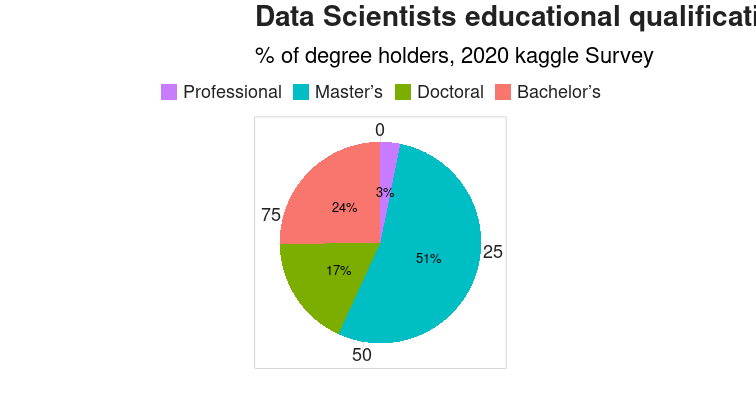 Data Scientists educational qualificati
% of degree holders, 2020 kaggle Survey
Professional Master's Doctoral Bachelor's
0
3%
24%
75
25
51%
17%
50